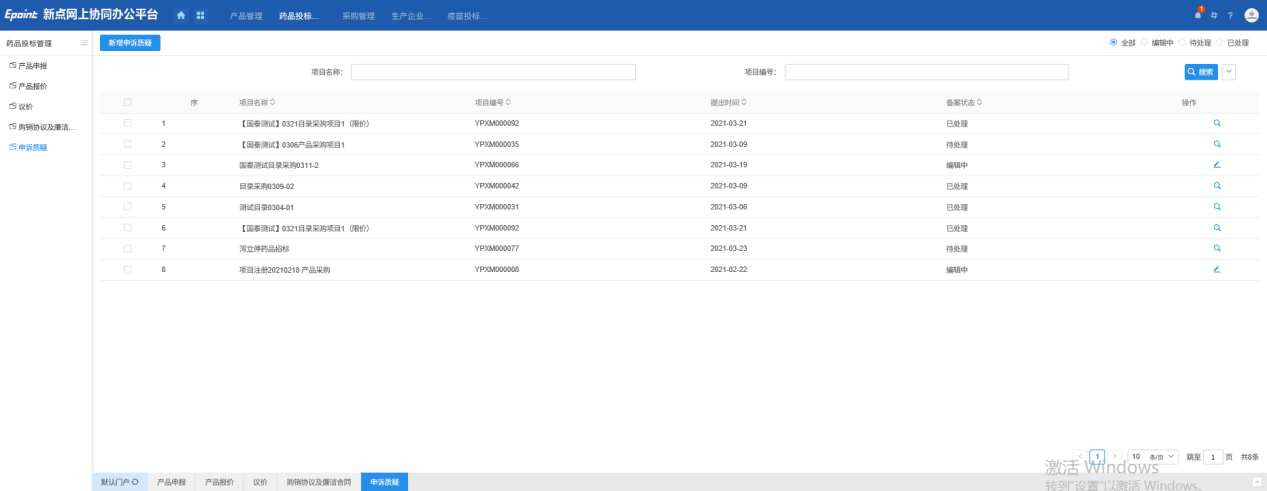 Epoint 新点网上协同办公平台 产品管理 药品投标... 采购管理 生产企业... 疫苗投标... 1 ?
药品投标管理 新增申诉质疑 全部 编辑中 待处理 已处理
产品申报
产品报价
议价
购销协议及廉洁...
申诉质疑
项目名称: 项目编号: 搜索
序 项目名称 项目编号 提出时间 备案状态 操作
1 【国泰测试】0321目录采购项目1（限价） YPXM000092 2021-03-21 已处理
2 【国泰测试】0306产品采购项目1 YPXM000035 2021-03-09 待处理
3 国泰测试目录采购0311-2 YPXM000066 2021-03-19 编辑中
4 目录采购0309-02 YPXM000042 2021-03-09 已处理
5 测试目录0304-01 YPXM000031 2021-03-06 已处理
6 【国泰测试】0321目录采购项目1（限价） YPXM000092 2021-03-21 已处理
7 泻立停药品招标 YPXM000077 2021-03-23 待处理
8 项目注册20210218 产品采购 YPXM000008 2021-02-22 编辑中
1 10 条/页 跳至 1 页 共8条
激活 Windows
转到"设置"以激活 Windows。
默认门户 产品申报 产品报价 议价 购销协议及廉洁合同 申诉质疑